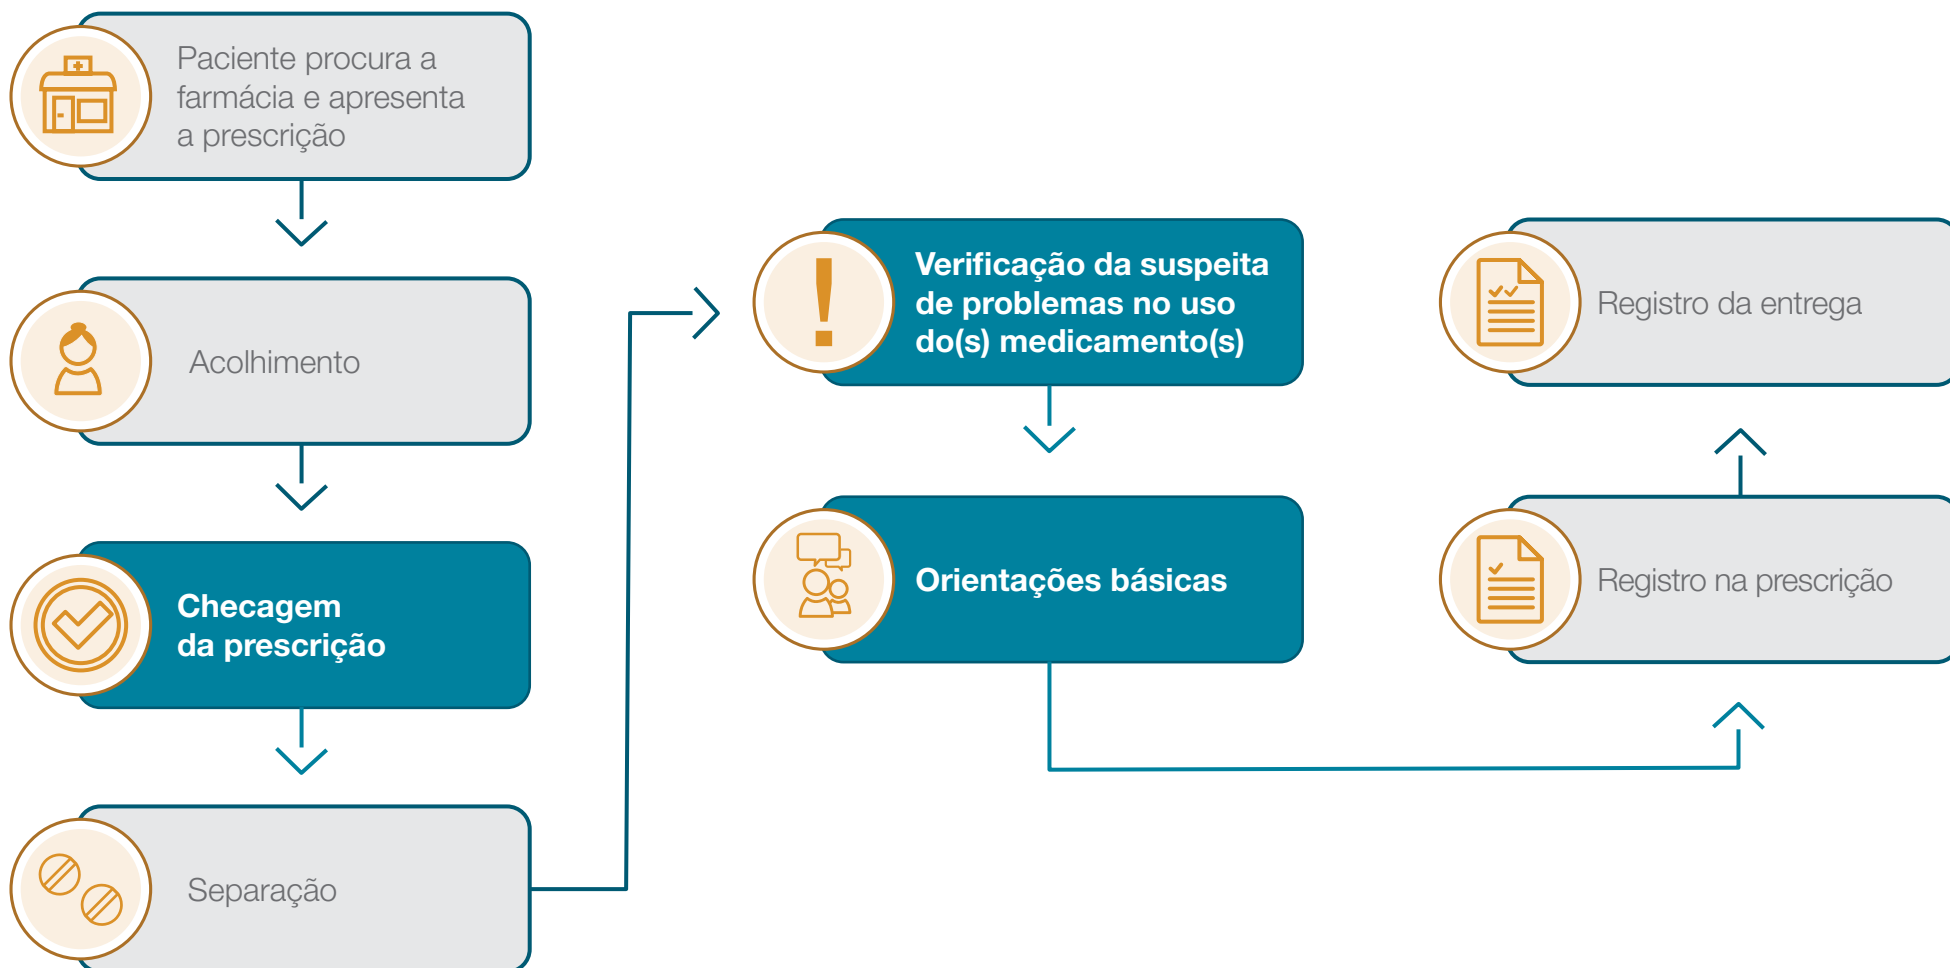 Paciente procura a
farmácia e apresenta
a prescrição
Acolhimento
Checagem
da prescrição
Separação
Verificação da suspeita
de problemas no uso
do(s) medicamento(s)
Orientações básicas
Registro na prescrição
Registro da entrega